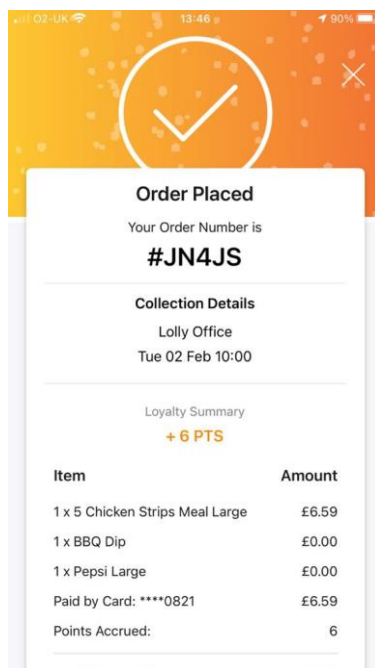 O2-UK 13:46 90%
Order Placed
Your Order Number is
#JN4JS
Collection Details
Lolly Office
Tue 02 Feb 10:00
Loyalty Summary
+ 6 PTS
Item Amount
1 x 5 Chicken Strips Meal Large £6.59
1 x BBQ Dip £0.00
1 x Pepsi Large £0.00
Paid by Card: ****0821 £6.59
Points Accrued: 6